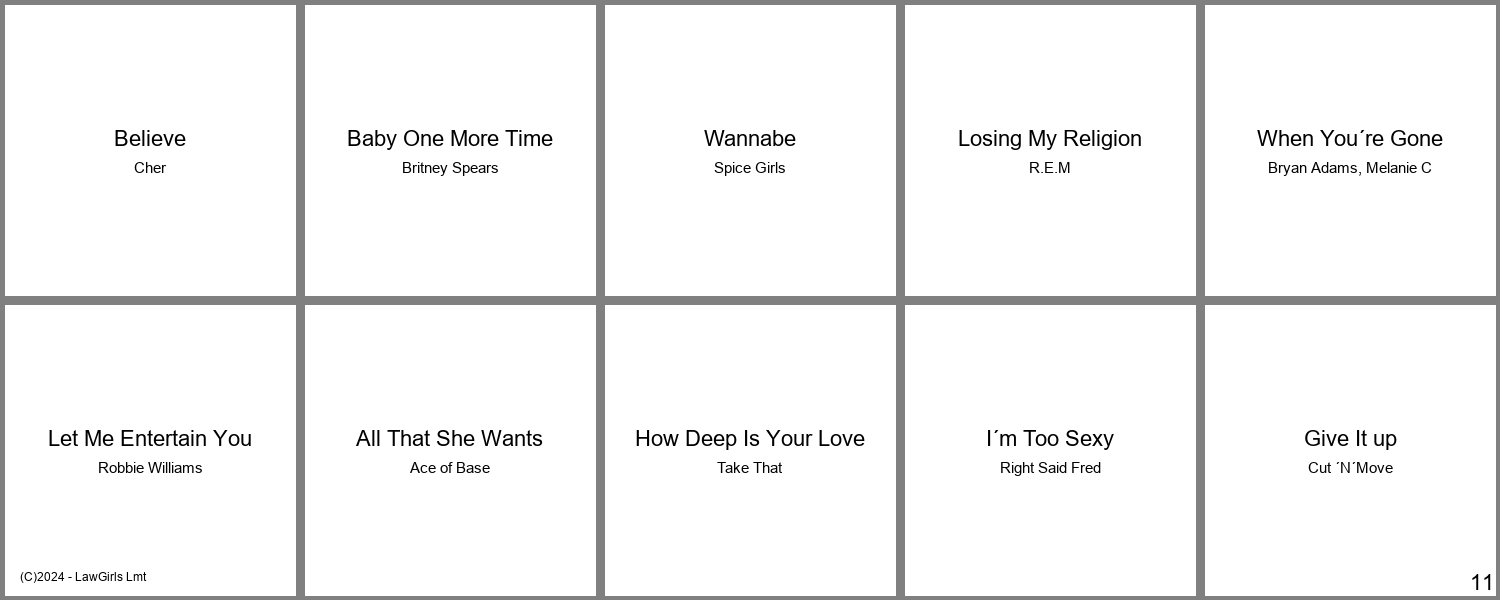 Believe
Cher
Baby One More Time
Britney Spears
Wannabe
Spice Girls
Losing My Religion
R.E.M
When You´re Gone
Bryan Adams, Melanie C
Let Me Entertain You
Robbie Williams
All That She Wants
Ace of Base
How Deep Is Your Love
Take That
I´m Too Sexy
Right Said Fred
Give It up
Cut ´N´Move
(C)2024 - LawGirls Lmt
11